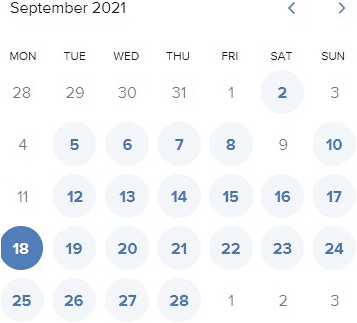 September 2021
MON TUE WED THU FRI SAT SUN
28 29 30 31 1 2 3
4 5 6 7 8 9 10
11 12 13 14 15 16 17
18 19 20 21 22 23 24
25 26 27 28 1 2 3